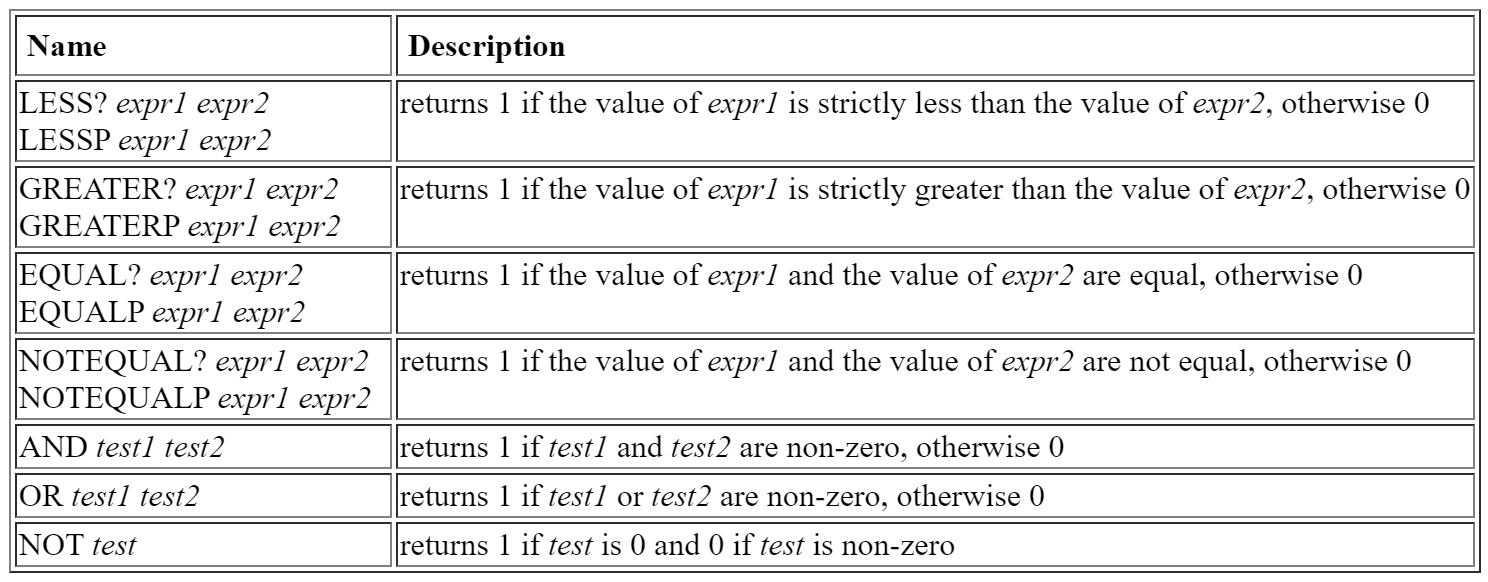 Name Description
LESS? expr1 expr2 returns 1 if the value of expr1 is strictly less than the value of expr2, otherwise 0
LESSP expr1 expr2
GREATER? expr1 expr2 returns 1 if the value of expr1 is strictly greater than the value of expr2, otherwise 0
GREATERP expr1 expr2
EQUAL? expr1 expr2 returns 1 if the value of expr1 and the value of expr2 are equal, otherwise 0
EQUALP expr1 expr2
NOTEQUAL? expr1 expr2 returns 1 if the value of expr1 and the value of expr2 are not equal, otherwise 0
NOTEQUALP expr1 expr2
AND test1 test2 returns 1 if test1 and test2 are non-zero, otherwise 0
OR test1 test2 returns 1 if test1 or test2 are non-zero, otherwise 0
NOT test returns 1 if test is 0 and 0 if test is non-zero